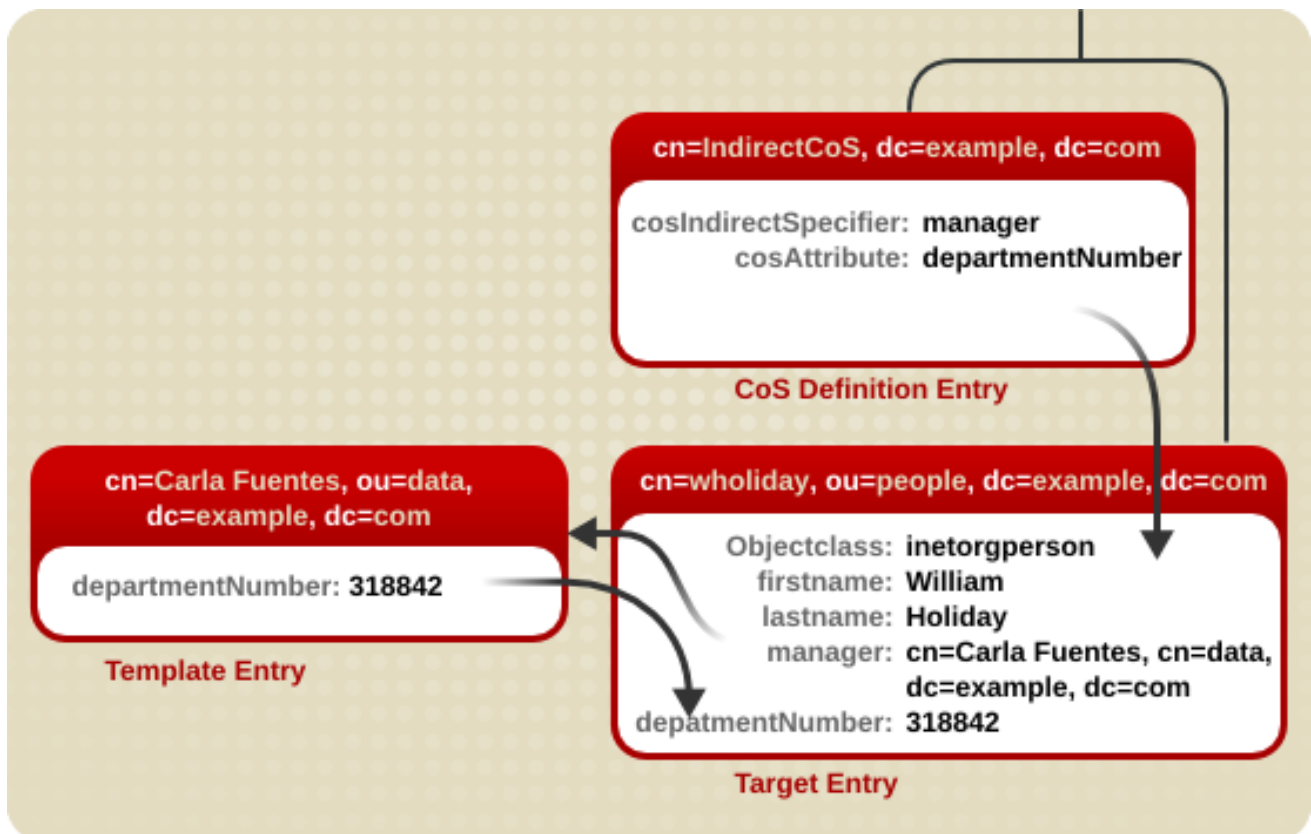 cn=IndirectCoS, dc=example, dc=com
cosIndirectSpecifier: manager
cosAttribute: departmentNumber
CoS Definition Entry
cn=Carla Fuentes, ou=data,
dc=example, dc=com
departmentNumber: 318842
Template Entry
cn=wholiday, ou=people, dc=example, dc=com
Objectclass: inetorgperson
firstname: William
lastname: Holiday
manager: cn=Carla Fuentes, cn=data,
dc=example, dc=com
depatmentNumber: 318842
Target Entry